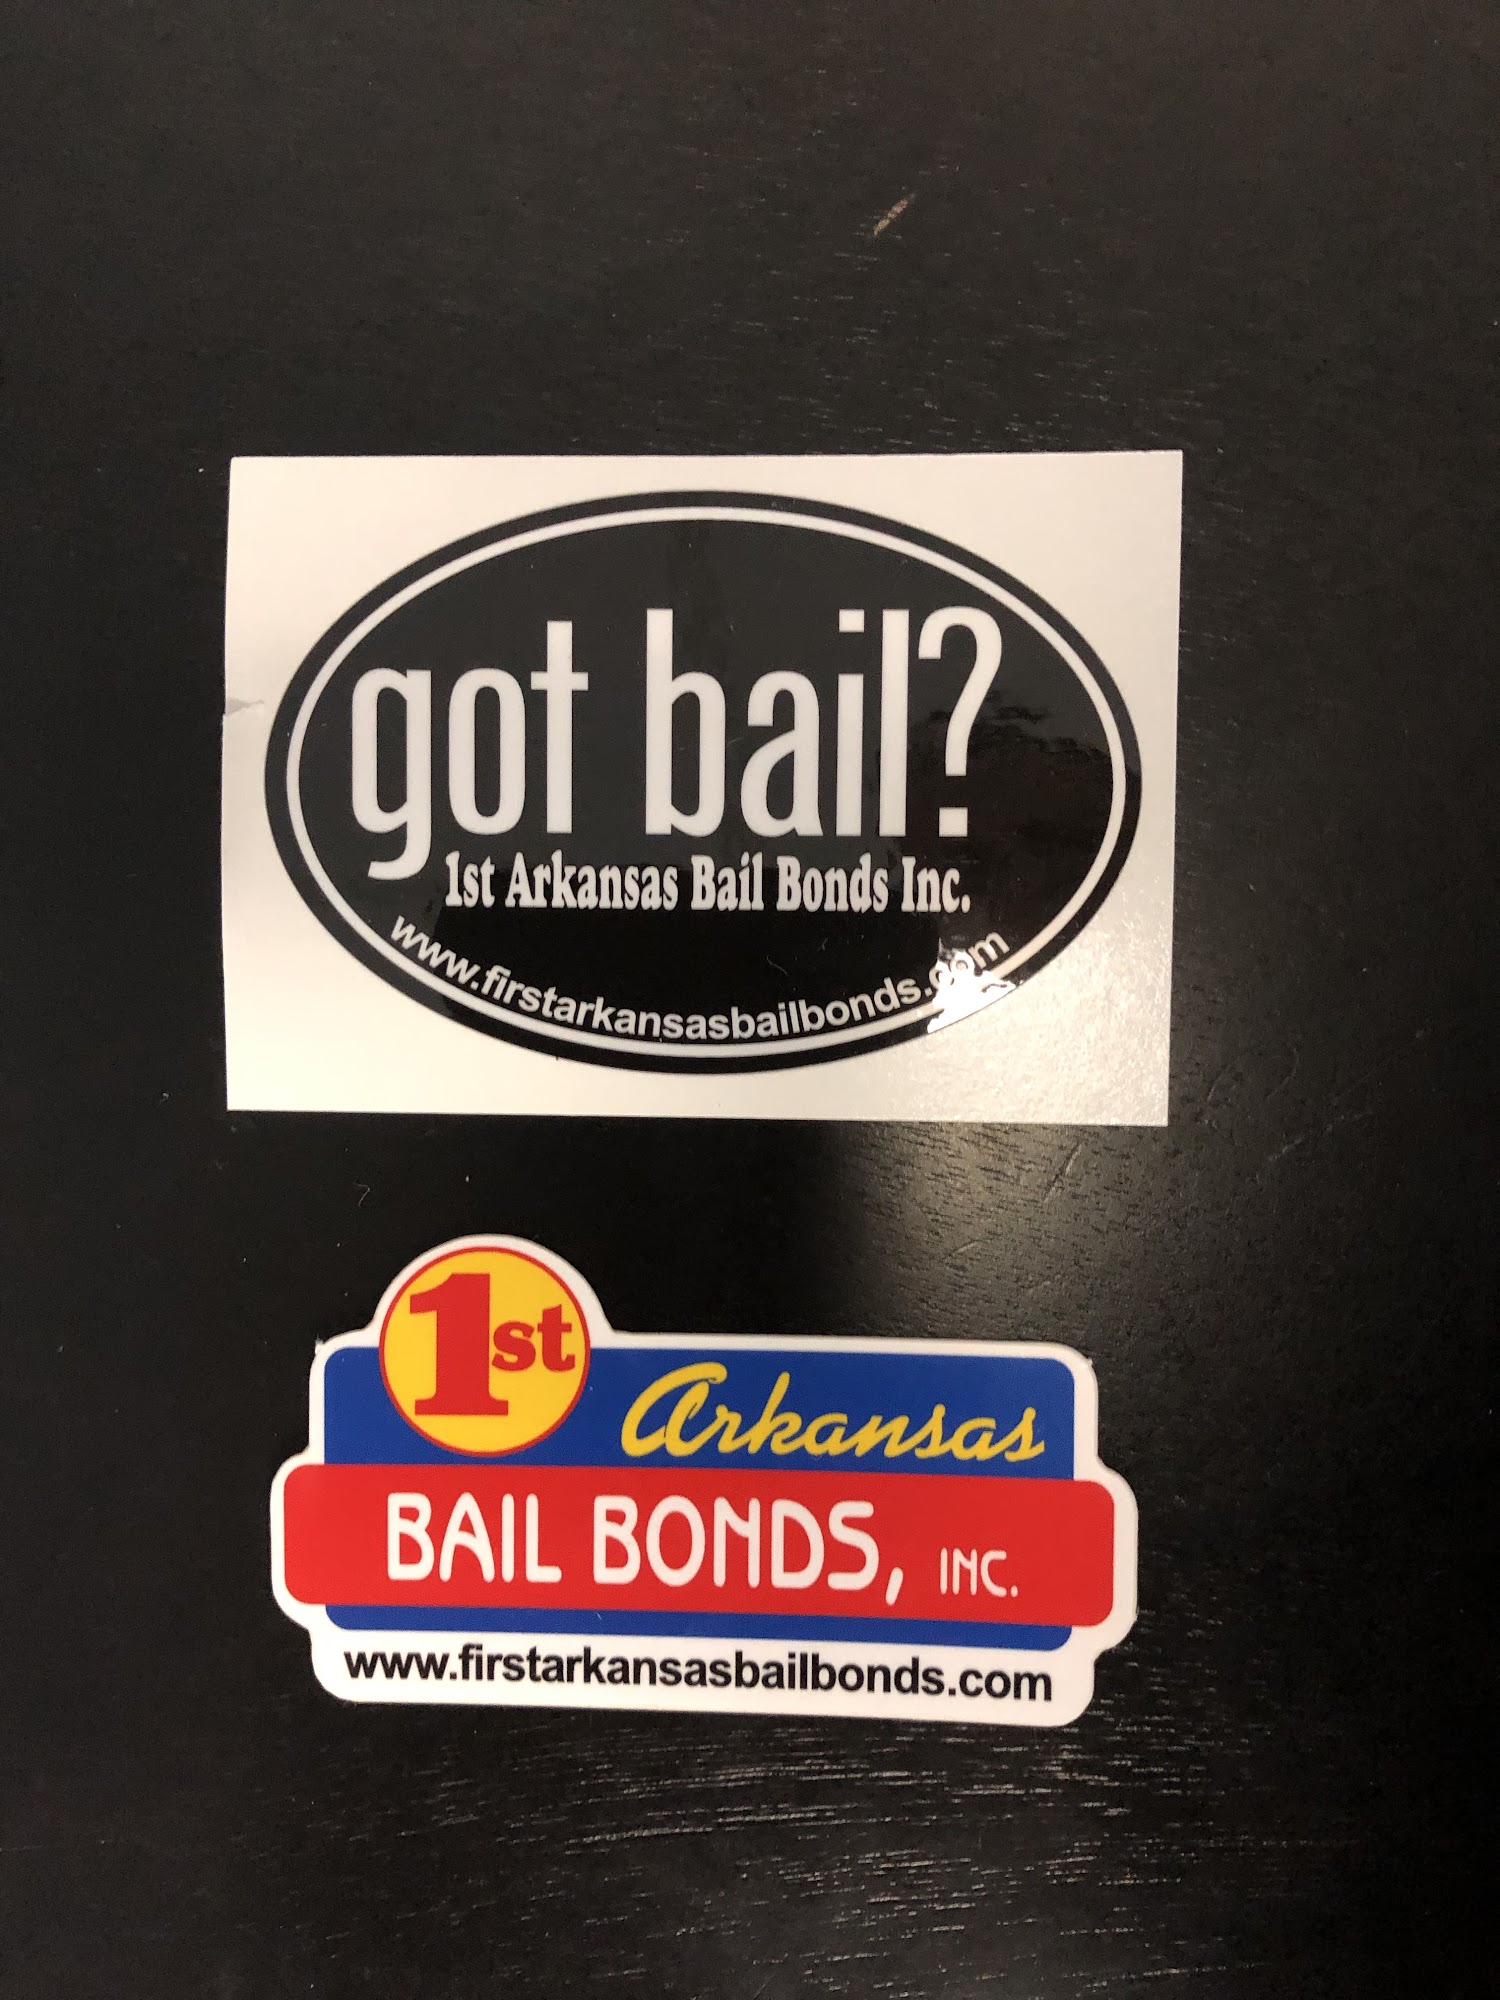 got bail?
1st Arkansas Bail Bonds Inc.
www.firstarkansasbailbonds.com
1st
Arkansas
BAIL BONDS, INC.
www.firstarkansasbailbonds.com